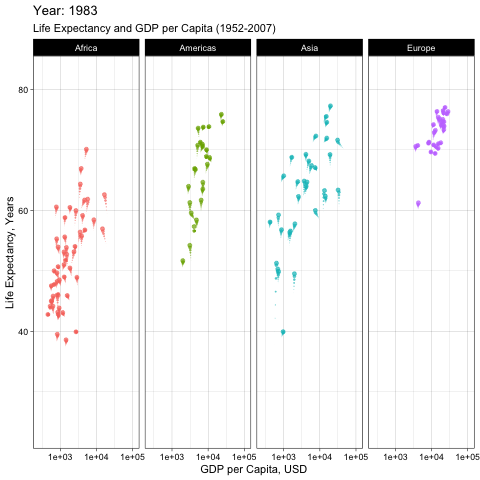 Year: 1983
Life Expectancy and GDP per Capita (1952-2007)
Africa Americas Asia Europe
80
60
40
Life Expectancy, Years
1e+03 1e+04 1e+05 1e+03 1e+04 1e+05 1e+03 1e+04 1e+05 1e+03 1e+04 1e+05
GDP per Capita, USD